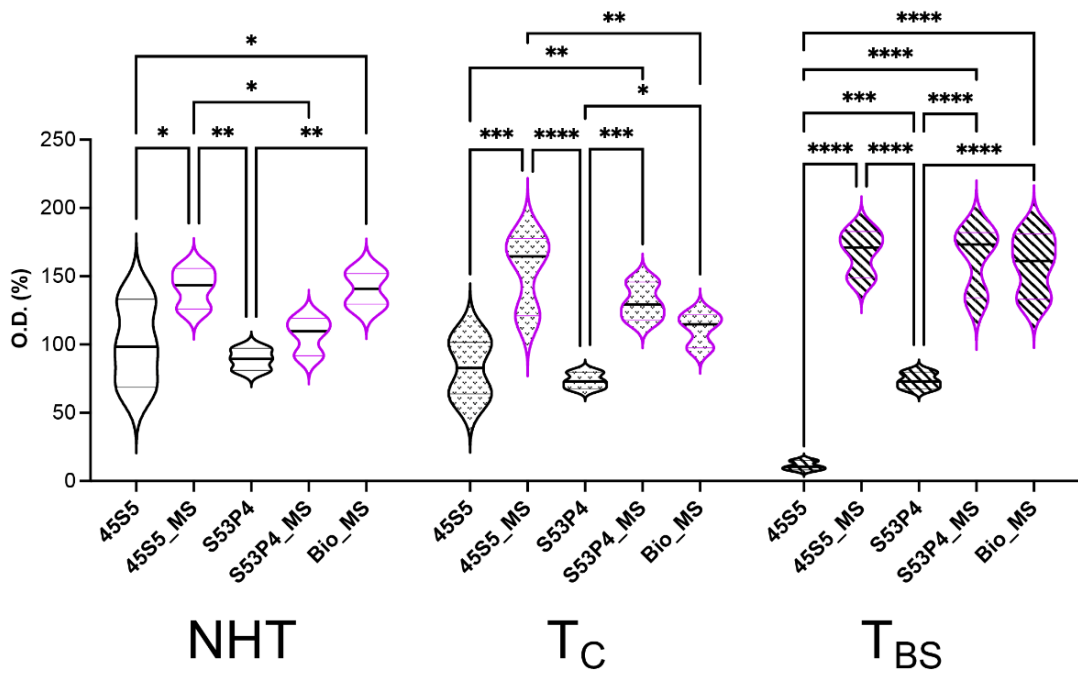 * ** ****
* ** ****
* ** ** * *** ****
*** **** *** **** **** ****
250
200
150
100
50
0
O.D. (%)
45S5 45S5_MS S53P4 S53P4_MS Bio_MS 45S5 45S5_MS S53P4 S53P4_MS Bio_MS 45S5 45S5_MS S53P4 S53P4_MS Bio_MS
NHT TC TBS